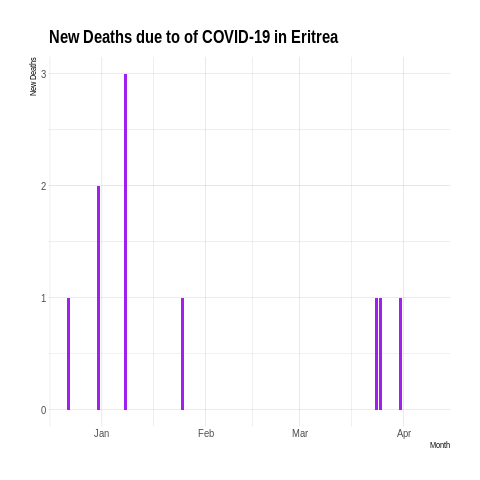 New Deaths due to of COVID-19 in Eritrea
New Deaths
3
2
1
0
Jan Feb Mar Apr
Month